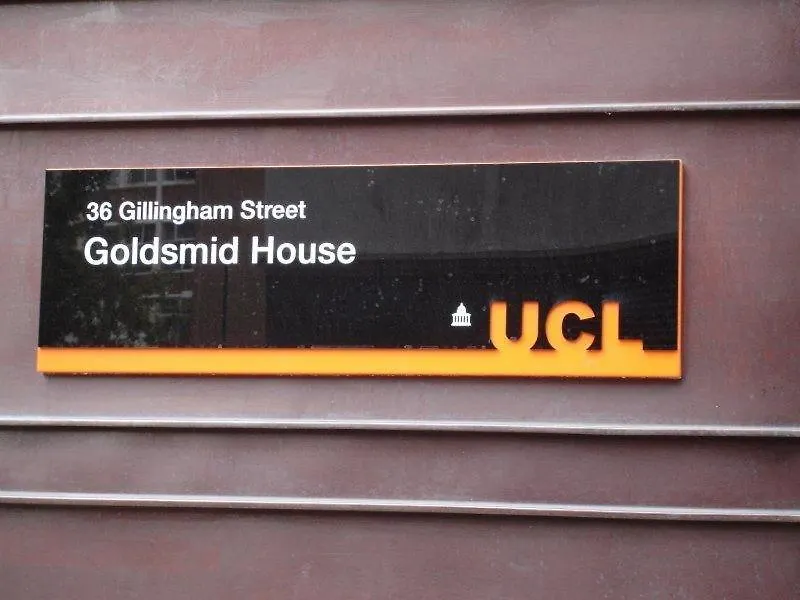 36 Gillingham Street
Goldsmid House
UCL